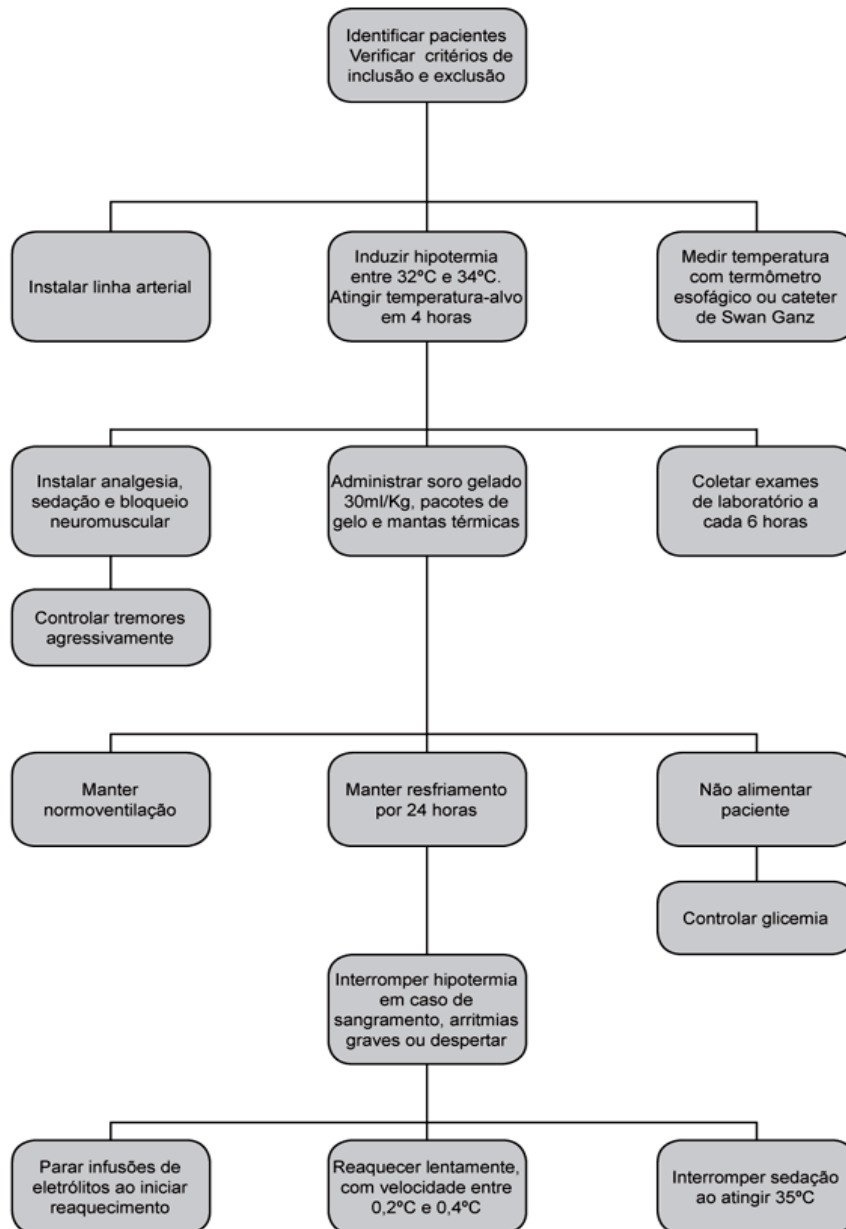 Identificar pacientes
Verificar critérios de
inclusão e exclusão
Instalar linha arterial
Induzir hipotermia
entre 32ºC e 34ºC.
Atingir temperatura-alvo
em 4 horas
Medir temperatura
com termômetro
esofágico ou cateter
de Swan Ganz
Instalar analgesia,
sedação e bloqueio
neuromuscular
Administrar soro gelado
30ml/Kg, pacotes de
gelo e mantas térmicas
Coletar exames
de laboratório a
cada 6 horas
Controlar tremores
agressivamente
Manter
normoventilação
Manter resfriamento
por 24 horas
Não alimentar
paciente
Controlar glicemia
Interromper hipotermia
em caso de
sangramento, arritmias
graves ou despertar
Parar infusões de
eletrólitos ao iniciar
reaquecimento
Reaquecer lentamente,
com velocidade entre
0,2ºC e 0,4ºC
Interromper sedação
ao atingir 35ºC